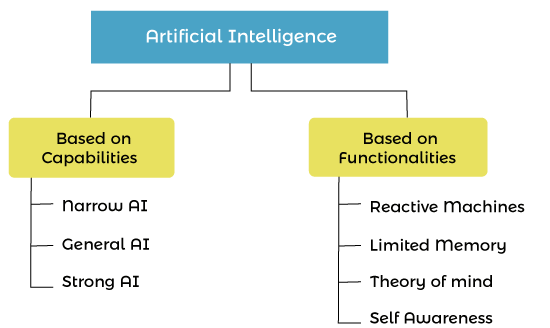 Artificial Intelligence
Based on
Capabilities
Narrow AI
General AI
Strong AI
Based on
Functionalities
Reactive Machines
Limited Memory
Theory of mind
Self Awareness